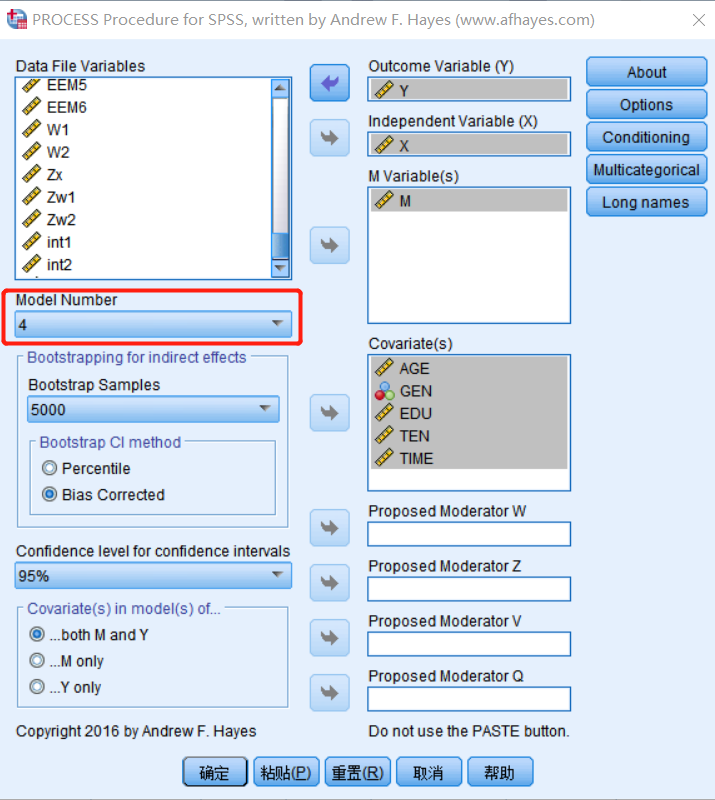 PROCESS Procedure for SPSS, written by Andrew F. Hayes (www.afhayes.com)
Data File Variables
EEM5
EEM6
W1
W2
Zx
Zw1
Zw2
int1
int2
Model Number
4
Bootstrapping for indirect effects
Bootstrap Samples
5000
Bootstrap CI method
Percentile
Bias Corrected
Confidence level for confidence intervals
95%
Covariate(s) in model(s) of...
...both M and Y
...M only
...Y only
Copyright 2016 by Andrew F. Hayes
Outcome Variable (Y)
Y
Independent Variable (X)
X
M Variable(s)
M
Covariate(s)
AGE
GEN
EDU
TEN
TIME
Proposed Moderator W
Proposed Moderator Z
Proposed Moderator V
Proposed Moderator Q
Do not use the PASTE button.
About
Options
Conditioning
Multicategorical
Long names
确定
粘贴(P)
重置(R)
取消
帮助